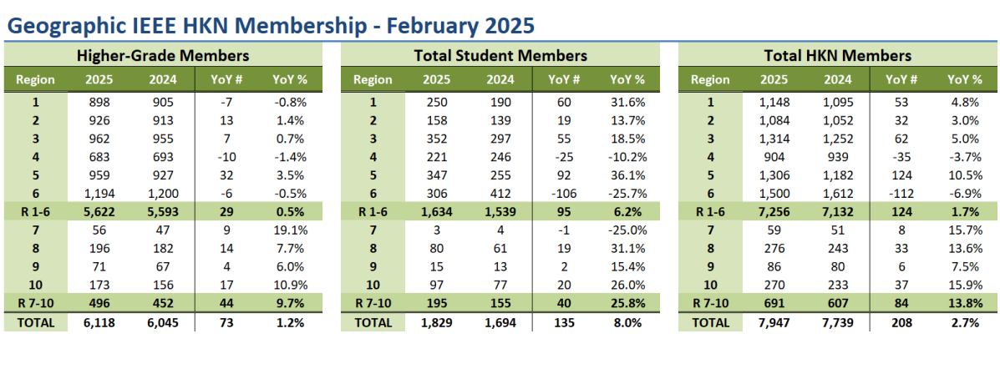 Geographic IEEE HKN Membership - February 2025
Higher-Grade Members Total Student Members Total HKN Members
Region 2025 2024 YoY # YoY % Region 2025 2024 YoY # YoY % Region 2025 2024 YoY # YoY %
1 898 905 -7 -0.8% 1 250 190 60 31.6% 1 1,148 1,095 53 4.8%
2 926 913 13 1.4% 2 158 139 19 13.7% 2 1,084 1,052 32 3.0%
3 962 955 7 0.7% 3 352 297 55 18.5% 3 1,314 1,252 62 5.0%
4 683 693 -10 -1.4% 4 221 246 -25 -10.2% 4 904 939 -35 -3.7%
5 959 927 32 3.5% 5 347 255 92 36.1% 5 1,306 1,182 124 10.5%
6 1,194 1,200 -6 -0.5% 6 306 412 -106 -25.7% 6 1,500 1,612 -112 -6.9%
R 1-6 5,622 5,593 29 0.5% R 1-6 1,634 1,539 95 6.2% R 1-6 7,256 7,132 124 1.7%
7 56 47 9 19.1% 7 3 4 -1 -25.0% 7 59 51 8 15.7%
8 196 182 14 7.7% 8 80 61 19 31.1% 8 276 243 33 13.6%
9 71 67 4 6.0% 9 15 13 2 15.4% 9 86 80 6 7.5%
10 173 156 17 10.9% 10 97 77 20 26.0% 10 270 233 37 15.9%
R 7-10 496 452 44 9.7% R 7-10 195 155 40 25.8% R 7-10 691 607 84 13.8%
TOTAL 6,118 6,045 73 1.2% TOTAL 1,829 1,694 135 8.0% TOTAL 7,947 7,739 208 2.7%